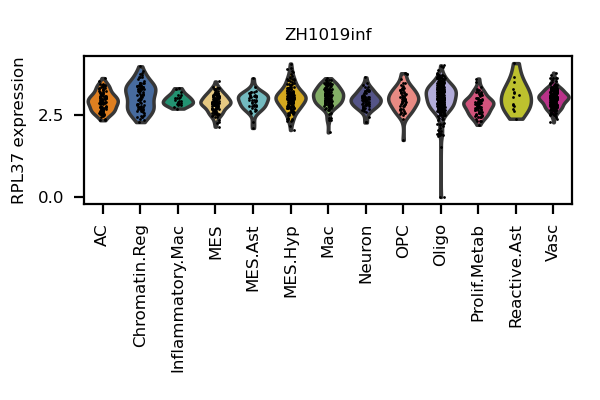 ZH1019inf
RPL37 expression
2.5
0.0
AC
Chromatin.Reg
Inflammatory.Mac
MES
MES.Ast
MES.Hyp
Mac
Neuron
OPC
Oligo
Prolif.Metab
Reactive.Ast
Vasc